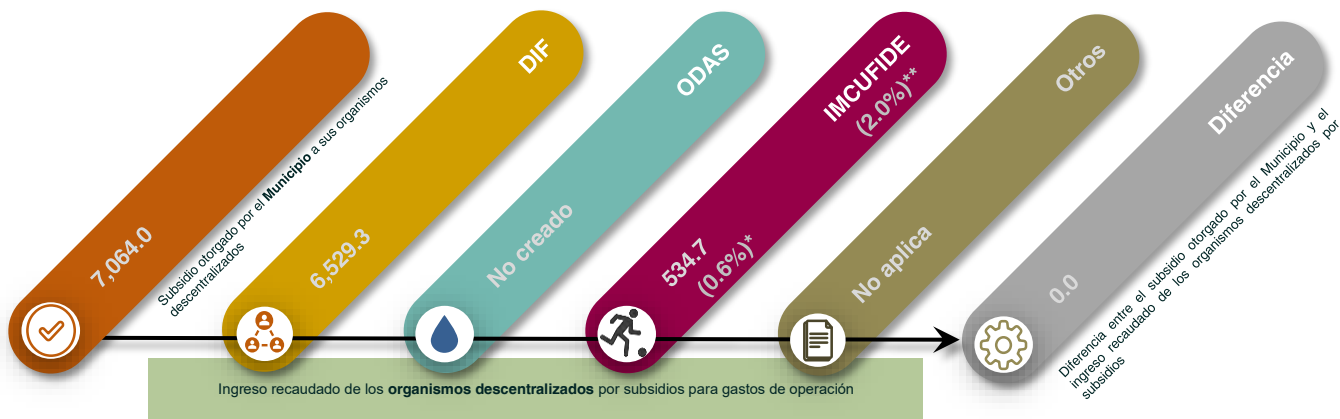 7,064.0
Subsidio otorgado por el Municipio a sus organismos
descentralizados
DIF
6,529.3
ODAS
No creado
IMCUFIDE
(2.0%)**
534.7
(0.6%)*
Otros
No aplica
Diferencia
0.0
Diferencia entre el subsidio otorgado por el Municipio y el
ingreso recaudado de los organismos descentralizados por
subsidios
Ingreso recaudado de los organismos descentralizados por subsidios para gastos de operación